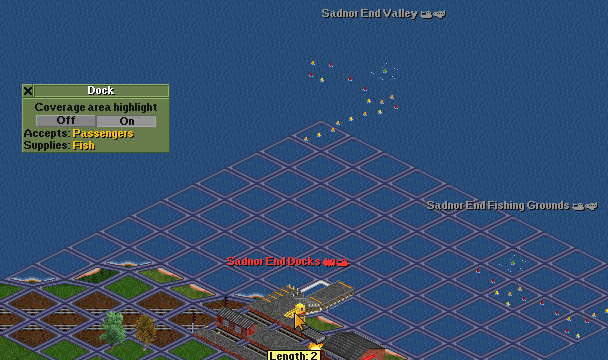 Sadnor End Valley
Dock
Coverage area highlight
Off On
Accepts: Passengers
Supplies: Fish
Sadnor End Fishing Grounds
Sadnor End Docks
Length: 2